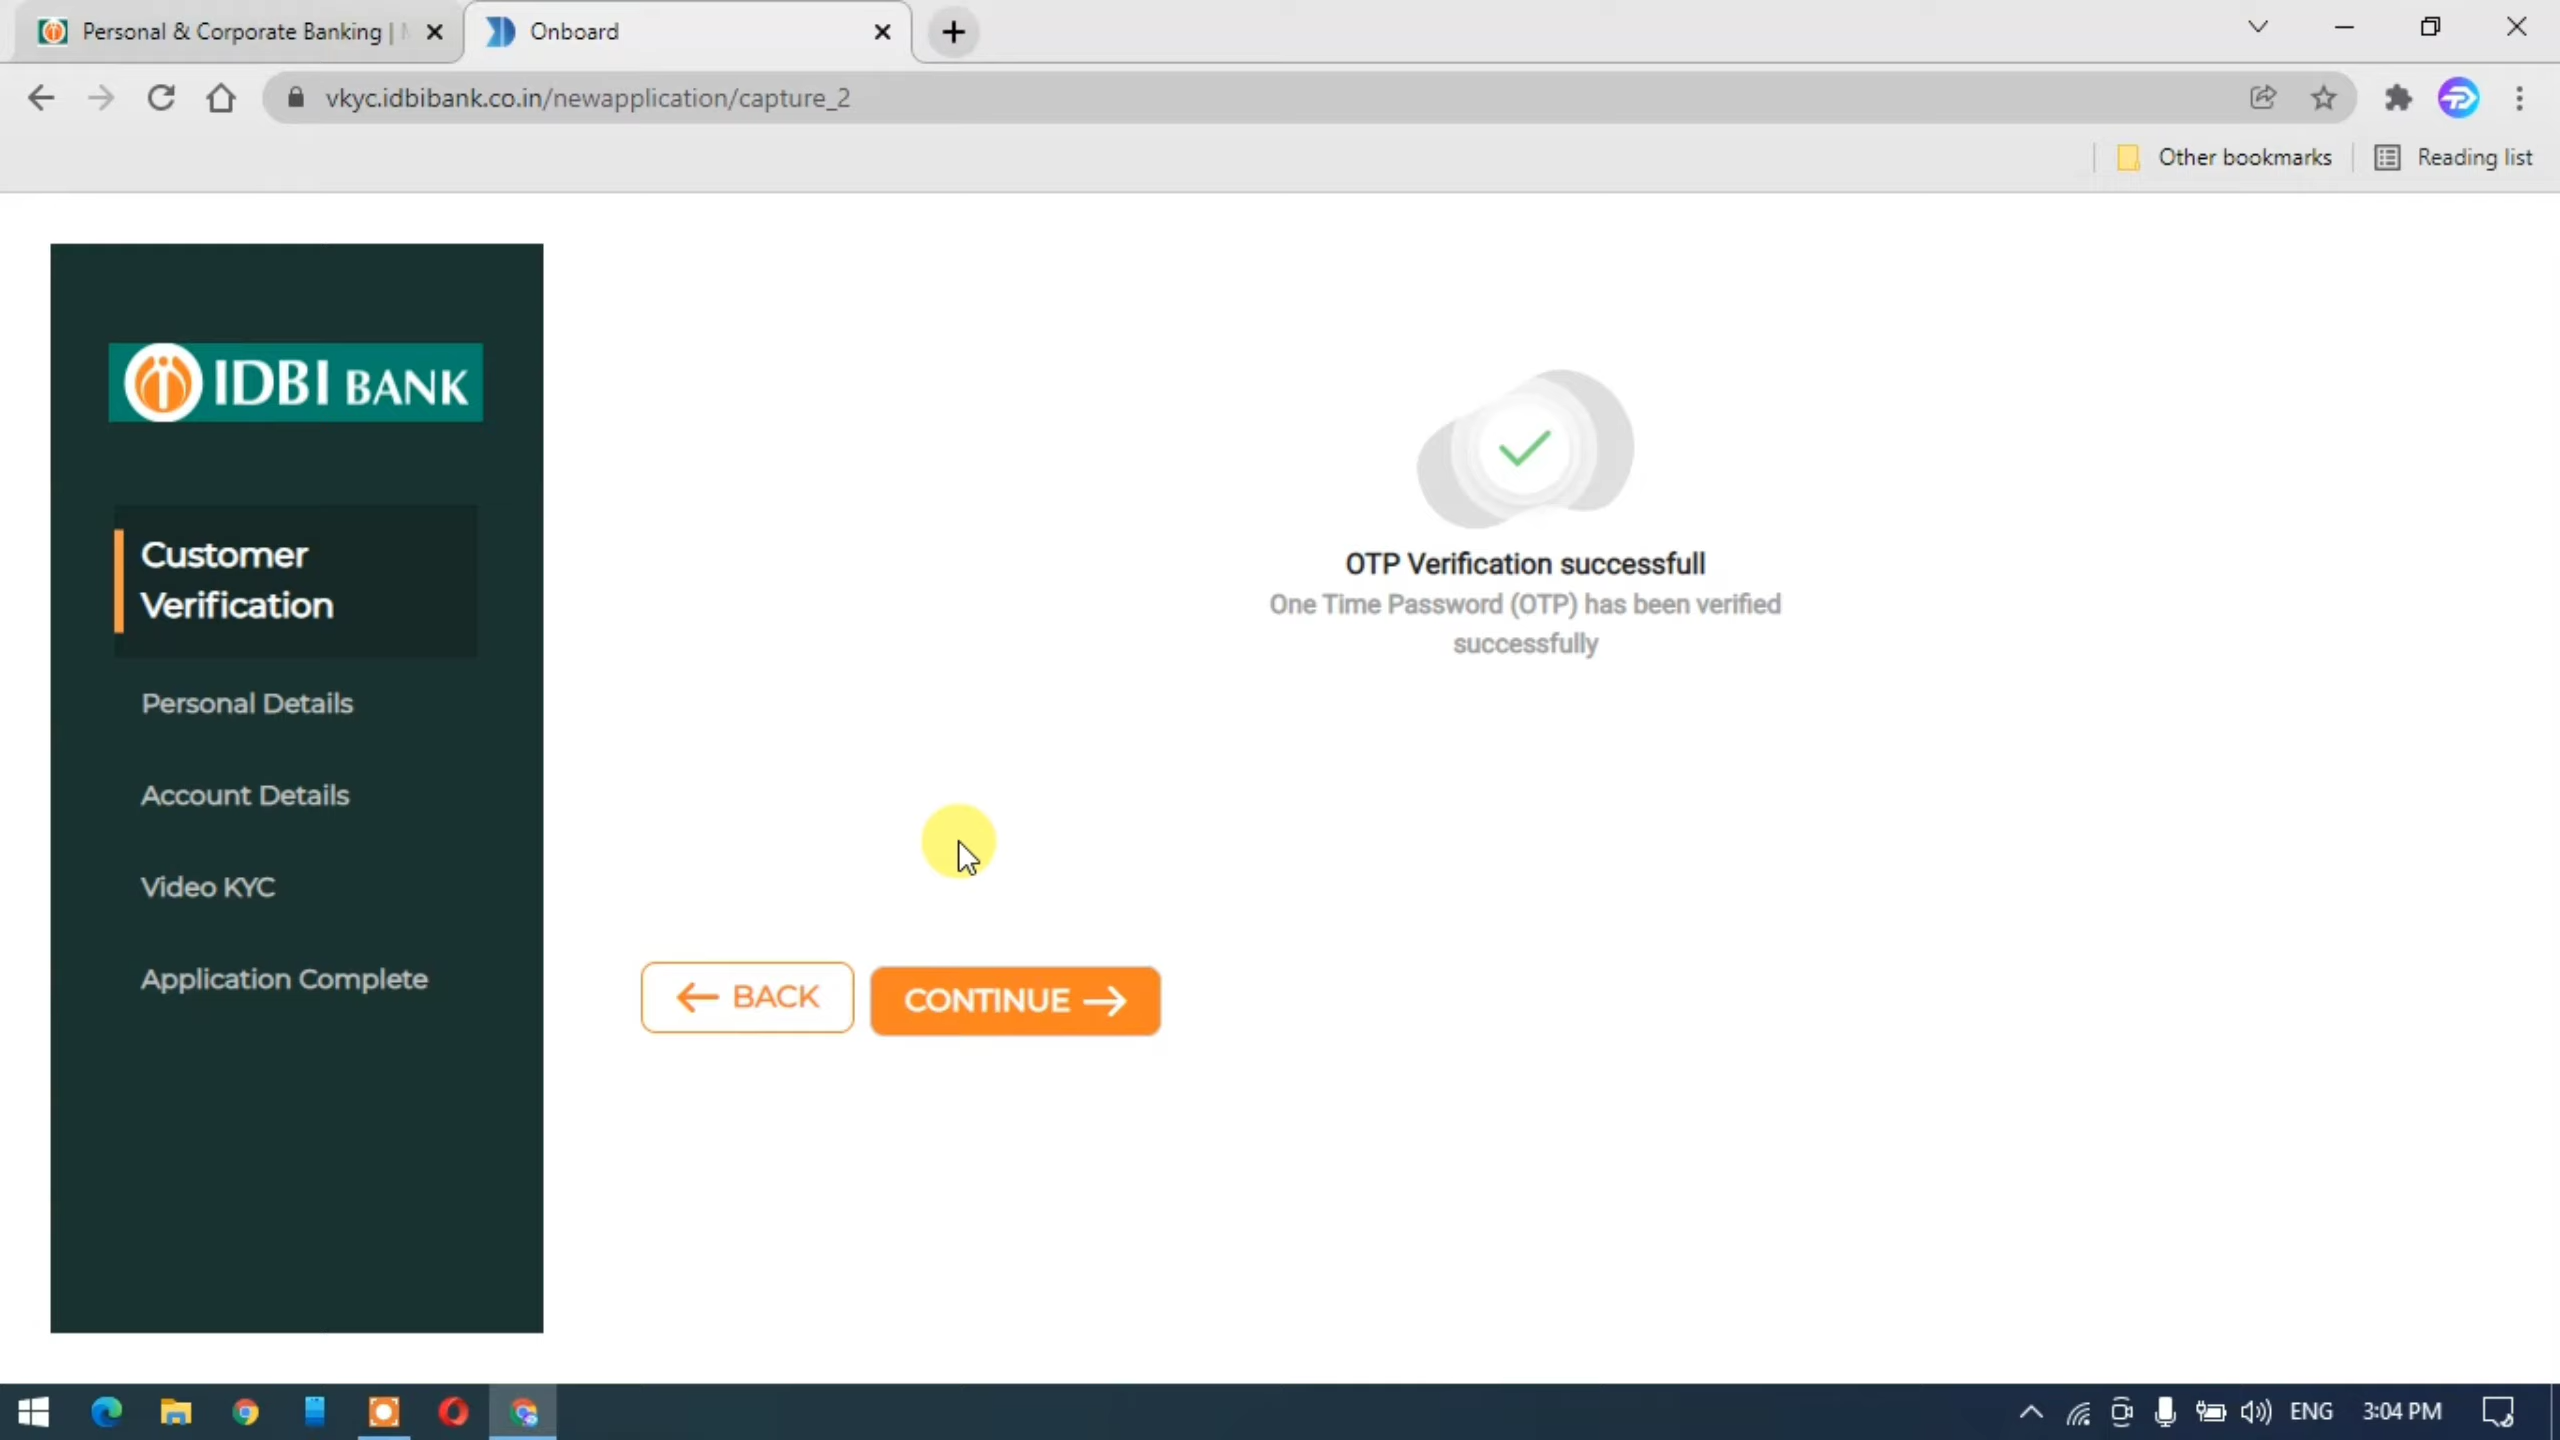 Personal & Corporate Banking |
Onboard
vkyc.idbibank.co.in/newapplication/capture_2
Other bookmarks
Reading list
IDBI BANK
Customer
Verification
Personal Details
Account Details
Video KYC
Application Complete
OTP Verification successfull
One Time Password (OTP) has been verified
successfully
BACK
CONTINUE
ENG
3:04 PM